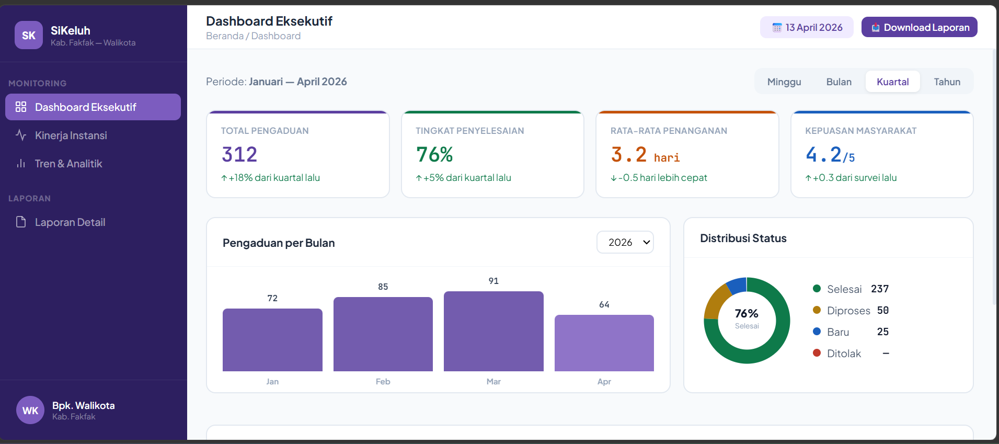 SK
SiKeluh
Kab. Fakfak — Walikota
MONITORING
Dashboard Eksekutif
Kinerja Instansi
Tren & Analitik
LAPORAN
Laporan Detail
WK
Bpk. Walikota
Kab. Fakfak
Dashboard Eksekutif
Beranda / Dashboard
13 April 2026
Download Laporan
Periode: Januari — April 2026
Minggu
Bulan
Kuartal
Tahun
TOTAL PENGADUAN
312
↑ +18% dari kuartal lalu
TINGKAT PENYELESAIAN
76%
↑ +5% dari kuartal lalu
RATA-RATA PENANGANAN
3.2 hari
↓ -0.5 hari lebih cepat
KEPUASAN MASYARAKAT
4.2/5
↑ +0.3 dari survei lalu
Pengaduan per Bulan
2026
72
85
91
64
Jan
Feb
Mar
Apr
Distribusi Status
76%
Selesai
Selesai 237
Diproses 50
Baru 25
Ditolak —